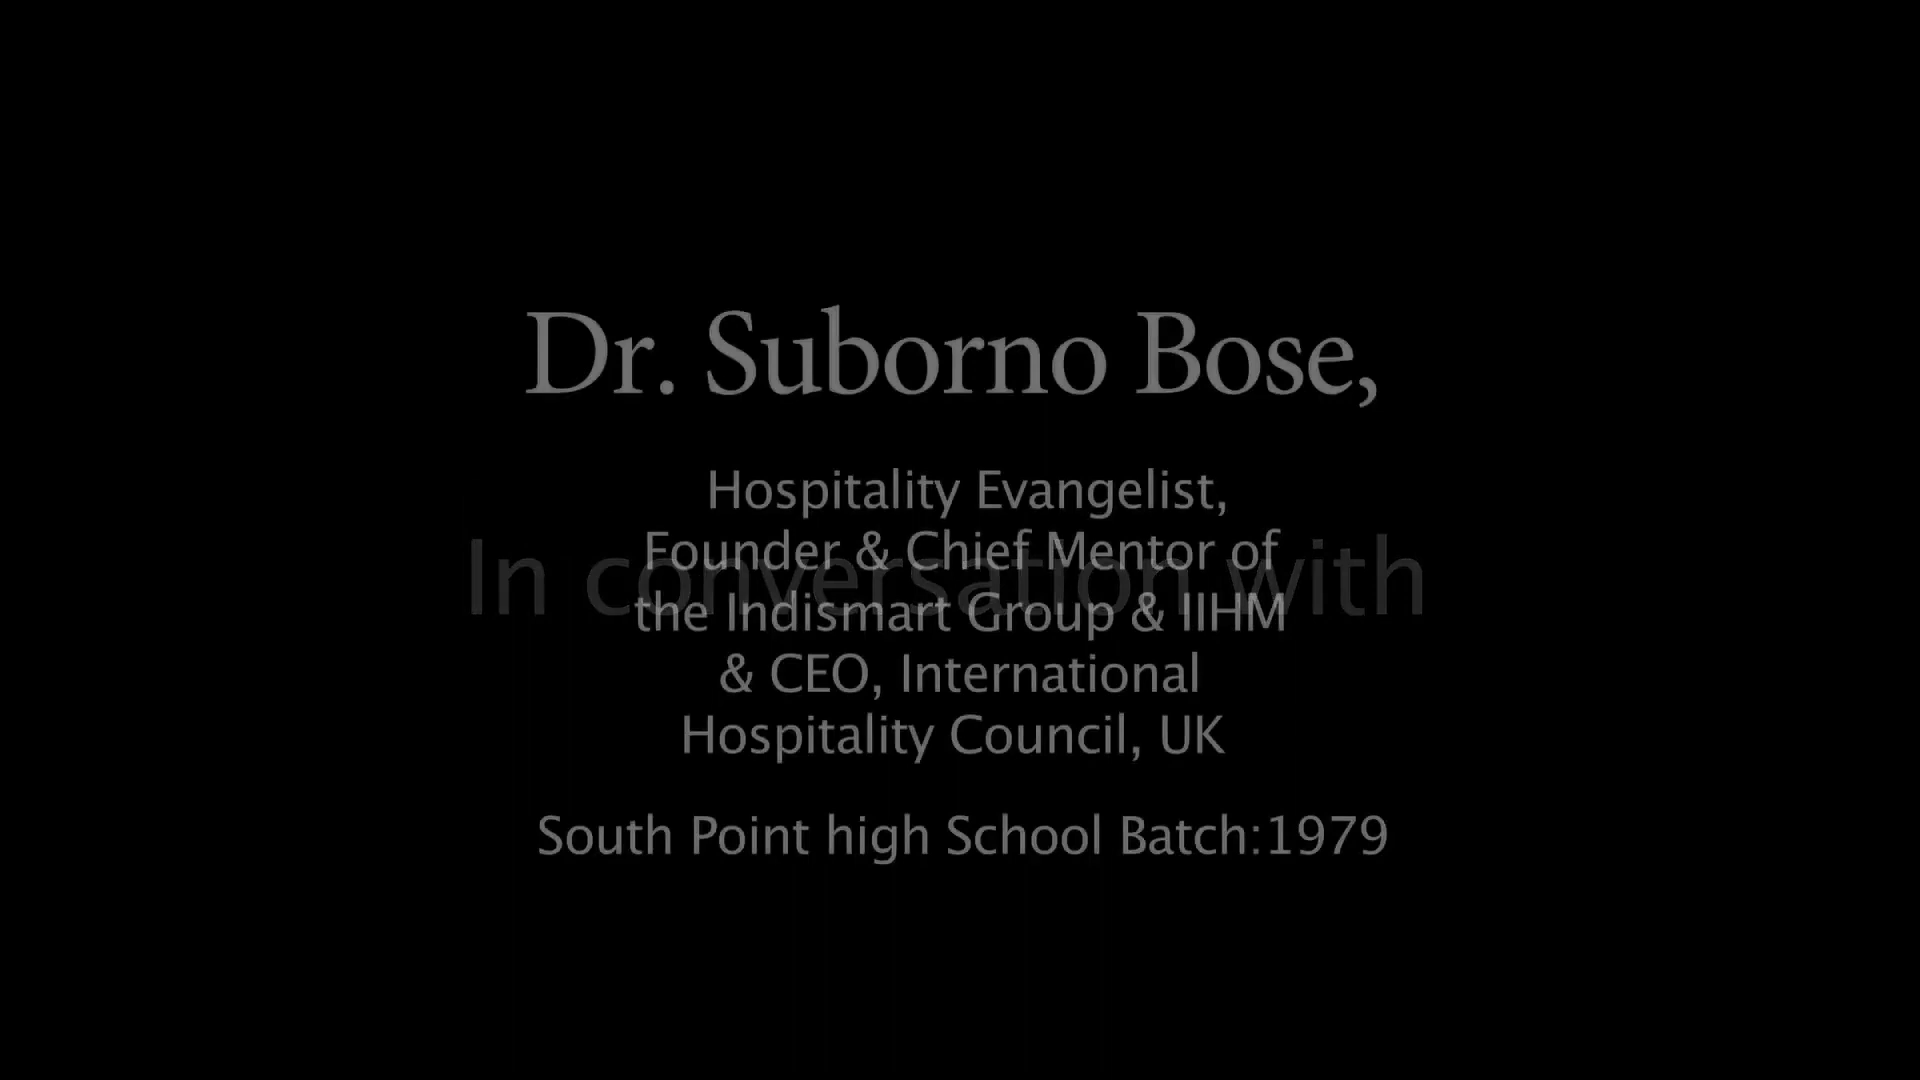 Dr. Suborno Bose,
Hospitality Evangelist,
Founder & Chief Mentor of
In conversation with
the Indismart Group & IIHM
& CEO, International
Hospitality Council, UK
South Point high School Batch:1979